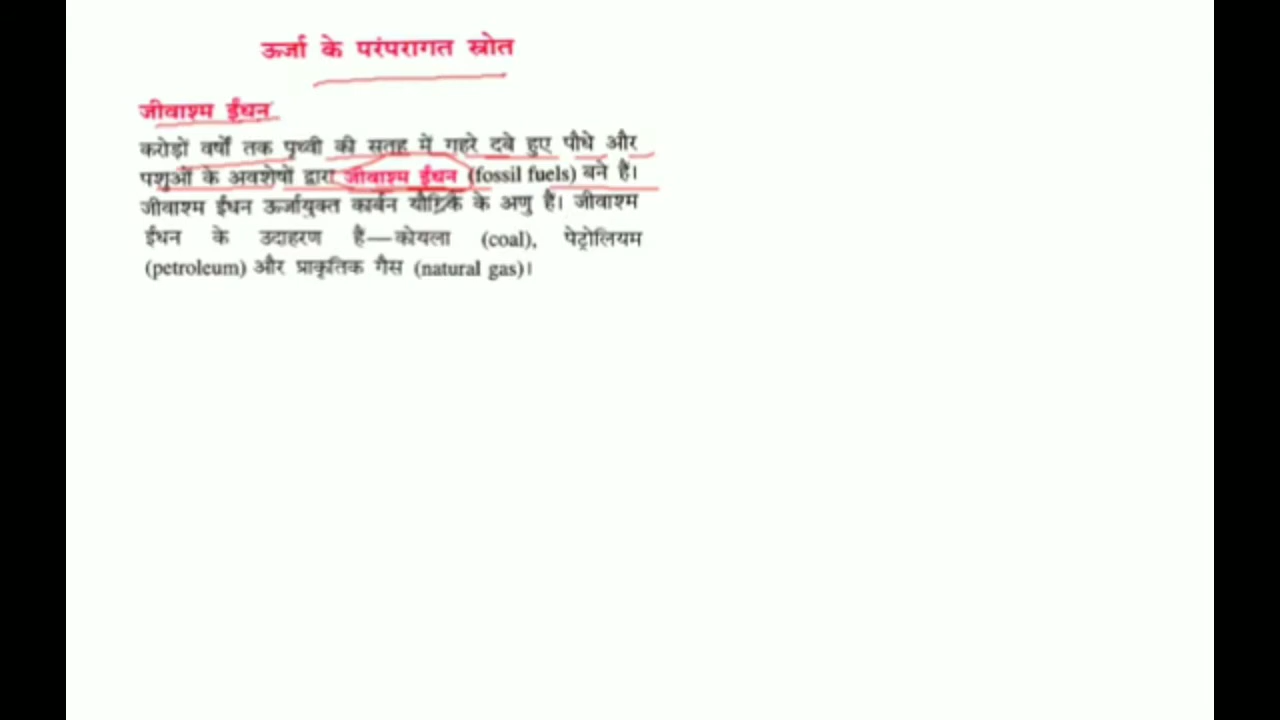 ऊर्जा के परंपरागत स्रोत
जीवाश्म ईंधन
करोड़ों वर्षों तक पृथ्वी की सतह में गहरे दबे हुए पौधे और
पशुओं के अवशेषों द्वारा जीवाश्म ईंधन (fossil fuels) बने हैं।
जीवाश्म ईंधन ऊर्जायुक्त कार्बन यौगिक के अणु हैं। जीवाश्म
ईंधन के उदाहरण हैं—कोयला (coal), पेट्रोलियम
(petroleum) और प्राकृतिक गैस (natural gas)।